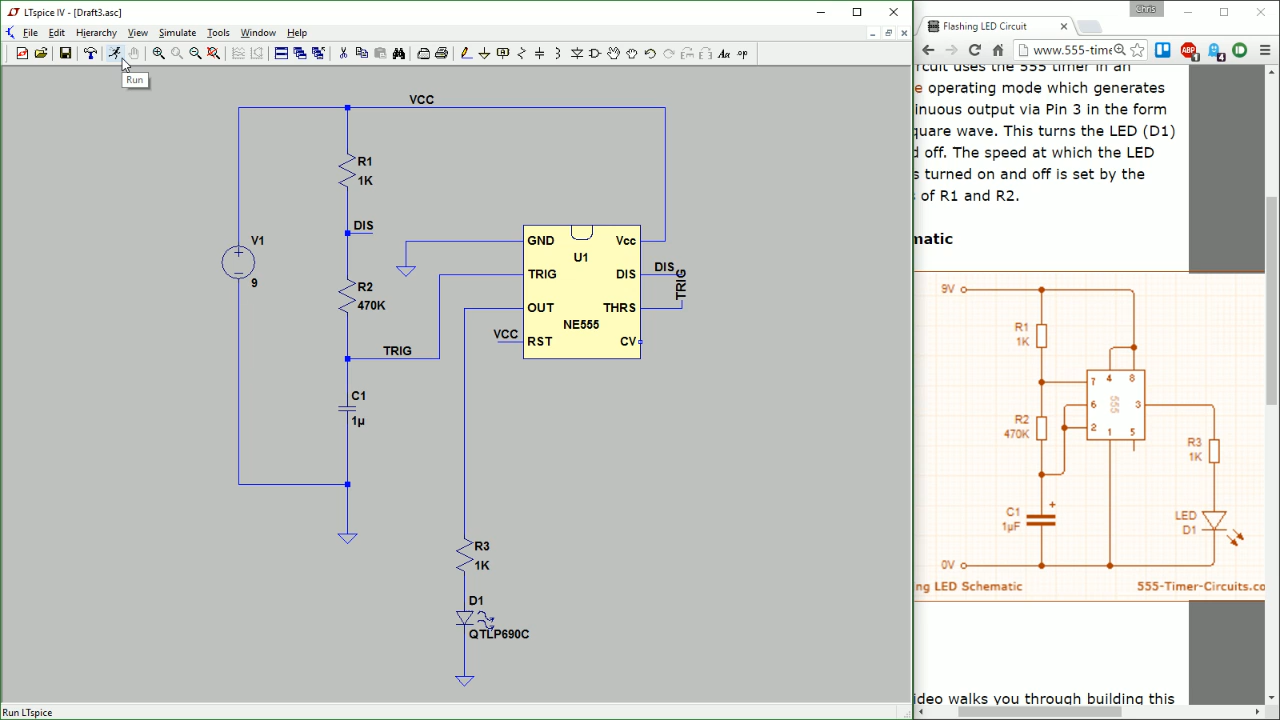 LTspice IV - [Draft3.asc]
File Edit Hierarchy View Simulate Tools Window Help
Run
VCC
R1
1K
DIS
V1
9
R2
470K
TRIG
C1
1µ
GND
Vcc
U1
TRIG
DIS
DIS
TRIG
OUT
THRS
NE555
VCC
RST
CV
R3
1K
D1
QTLP690C
Run LTspice
Chris
Flashing LED Circuit
www.555-time
rcuit uses the 555 timer in an
e operating mode which generates
inuous output via Pin 3 in the form
quare wave. This turns the LED (D1)
d off. The speed at which the LED
s turned on and off is set by the
s of R1 and R2.
matic
9V
R1
1K
4 8
7
6
555
3
R2
470K
2
1 5
R3
1K
C1
1µF
+
LED
D1
0V
ng LED Schematic
555-Timer-Circuits.co
ideo walks you through building this